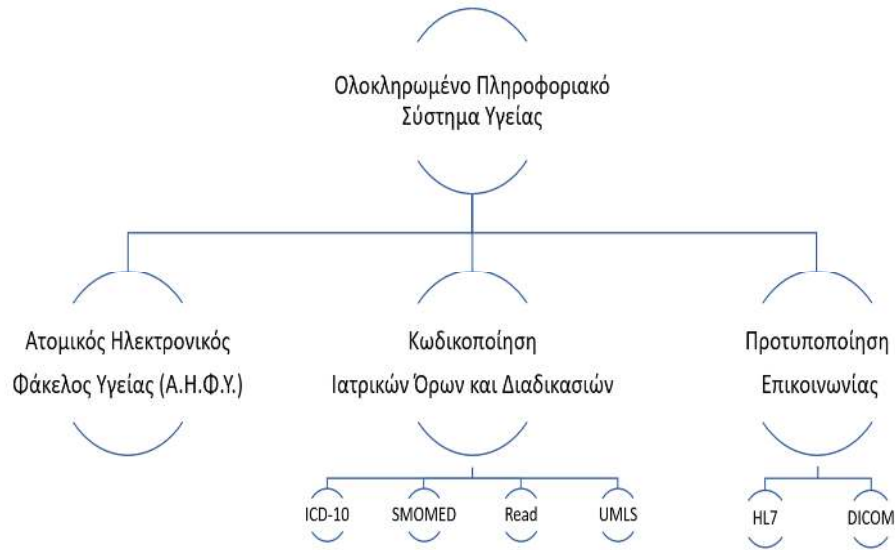 Ολοκληρωμένο Πληροφοριακό
Σύστημα Υγείας
Ατομικός Ηλεκτρονικός
Φάκελος Υγείας (Α.Η.Φ.Υ.)
Κωδικοποίηση
Ιατρικών Όρων και Διαδικασιών
Προτυποποίηση
Επικοινωνίας
ICD-10
SMOMED
Read
UMLS
HL7
DICOM